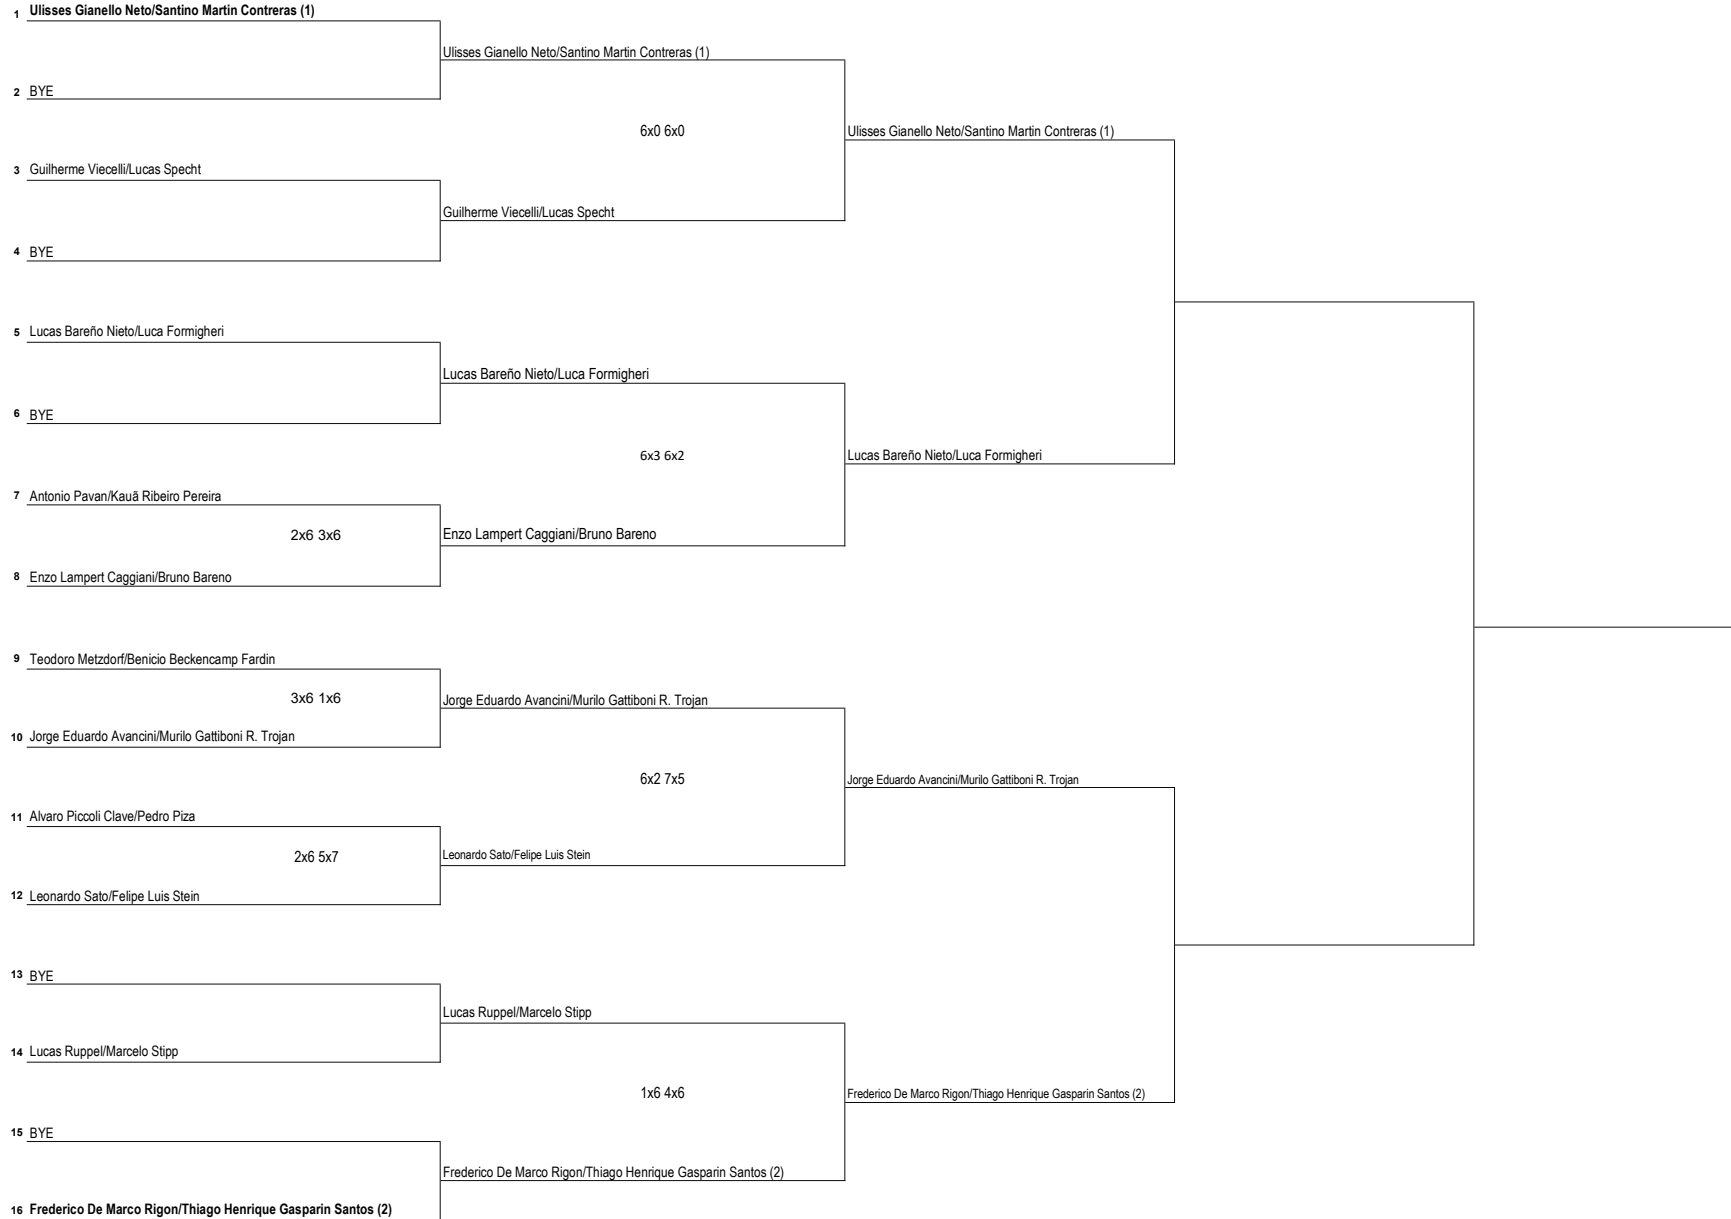 1 Ulisses Gianello Neto/Santino Martin Contreras (1)
Ulisses Gianello Neto/Santino Martin Contreras (1)
2 BYE
6x0 6x0
Ulisses Gianello Neto/Santino Martin Contreras (1)
3 Guilherme Viecelli/Lucas Specht
Guilherme Viecelli/Lucas Specht
4 BYE
5 Lucas Bareño Nieto/Luca Formigheri
Lucas Bareño Nieto/Luca Formigheri
6 BYE
6x3 6x2
Lucas Bareño Nieto/Luca Formigheri
7 Antonio Pavan/Kauã Ribeiro Pereira
2x6 3x6
Enzo Lampert Caggiani/Bruno Bareno
8 Enzo Lampert Caggiani/Bruno Bareno
9 Teodoro Metzdorf/Benicio Beckencamp Fardin
3x6 1x6
Jorge Eduardo Avancini/Murilo Gattiboni R. Trojan
10 Jorge Eduardo Avancini/Murilo Gattiboni R. Trojan
6x2 7x5
Jorge Eduardo Avancini/Murilo Gattiboni R. Trojan
11 Alvaro Piccoli Clave/Pedro Piza
2x6 5x7
Leonardo Sato/Felipe Luis Stein
12 Leonardo Sato/Felipe Luis Stein
13 BYE
Lucas Ruppel/Marcelo Stipp
14 Lucas Ruppel/Marcelo Stipp
1x6 4x6
Frederico De Marco Rigon/Thiago Henrique Gasparin Santos (2)
15 BYE
Frederico De Marco Rigon/Thiago Henrique Gasparin Santos (2)
16 Frederico De Marco Rigon/Thiago Henrique Gasparin Santos (2)